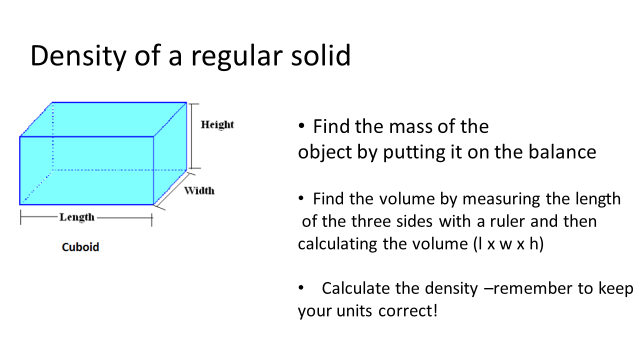 Density of a regular solid
Height
Width
Length
Cuboid
• Find the mass of the
object by putting it on the balance
• Find the volume by measuring the length
of the three sides with a ruler and then
calculating the volume (l x w x h)
• Calculate the density –remember to keep
your units correct!